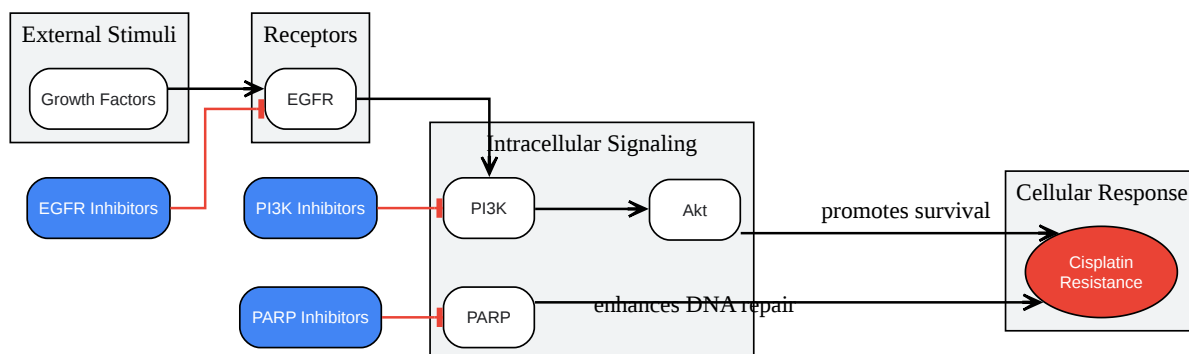 External Stimuli
Receptors
Growth Factors
EGFR
Intracellular Signaling
EGFR Inhibitors
PI3K Inhibitors
PI3K
Akt
promotes survival
Cellular Response
Cisplatin
Resistance
PARP Inhibitors
PARP
enhances DNA repair